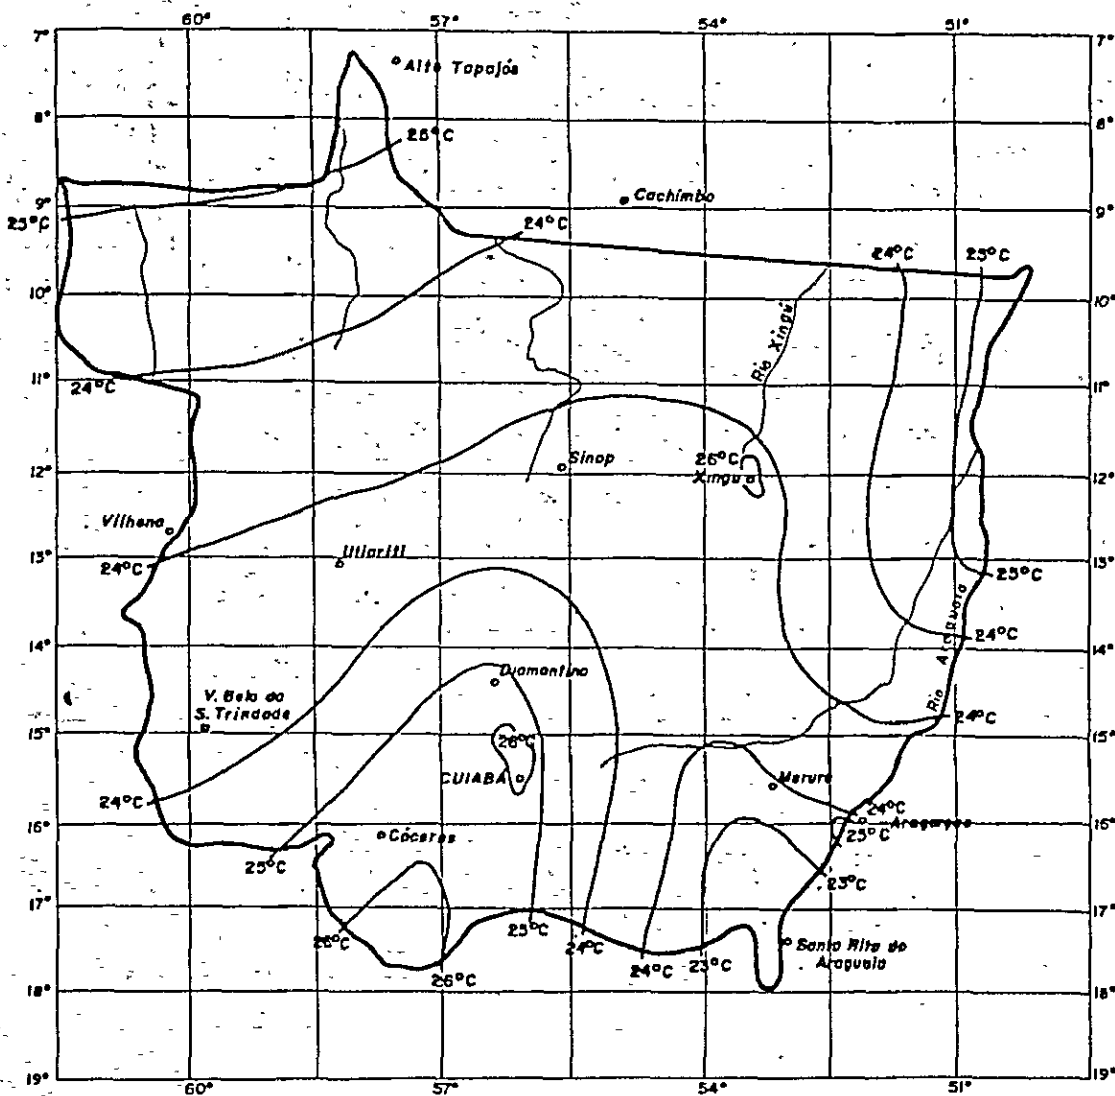 60° 57° 54° 51°
7° 7°
Alto Tapajós
8° 8°
26°C
Cachimbo
9° 9°
25°C
24°C
24°C 25°C
10° 10°
Rio Xingú
11° 11°
24°C
Sinop
26°C
12° 12°
Xingu
Vilhena
13° 13°
Utiariti
24°C
25°C
Rio Araguaia
24°C
14° 14°
Diamantino
V. Bela da
S. Trindade
24°C
15° 15°
26°C
CUIABÁ
Merure
24°C
24°C
16° 16°
Cáceres
Aragarças
25°C
25°C
23°C
17° 17°
26°C
25°C
24°C
24°C
23°C
26°C
Santa Rita do
Araguaia
18° 18°
19° 19°
60° 57° 54° 51°